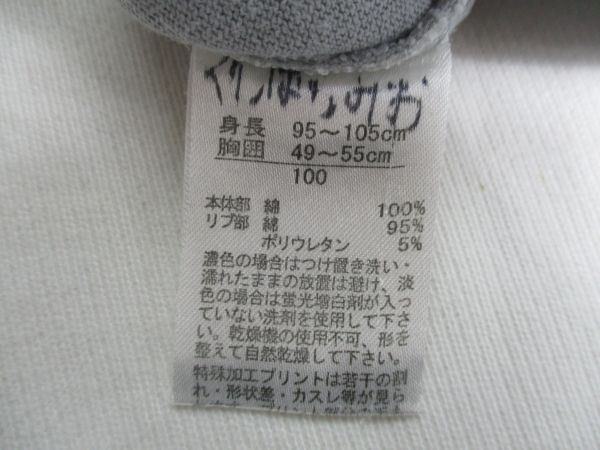 身長 95～105cm
胸囲 49～55cm
100
本体部 綿 100%
リブ部 綿 95%
ポリウレタン 5%
濃色の場合はつけ置き洗い・
濡れたままの放置は避け、淡
色の場合は蛍光増白剤が入っ
ていない洗剤を使用して下さ
い。乾燥機の使用不可、形を
整えて自然乾燥して下さい。
特殊加工プリントは若干の割
れ・形状差・カスレ等が見ら